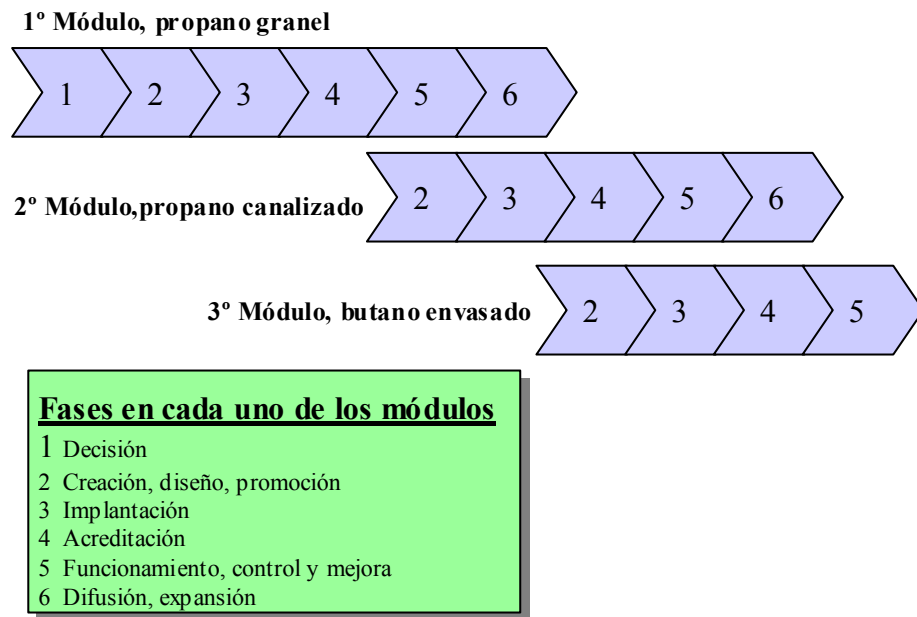 1º Módulo, propano granel
1 2 3 4 5 6
2º Módulo,propano canalizado
2 3 4 5 6
3º Módulo, butano envasado
2 3 4 5
Fases en cada uno de los módulos
1 Decisión
2 Creación, diseño, promoción
3 Implantación
4 Acreditación
5 Funcionamiento, control y mejora
6 Difusión, expansión